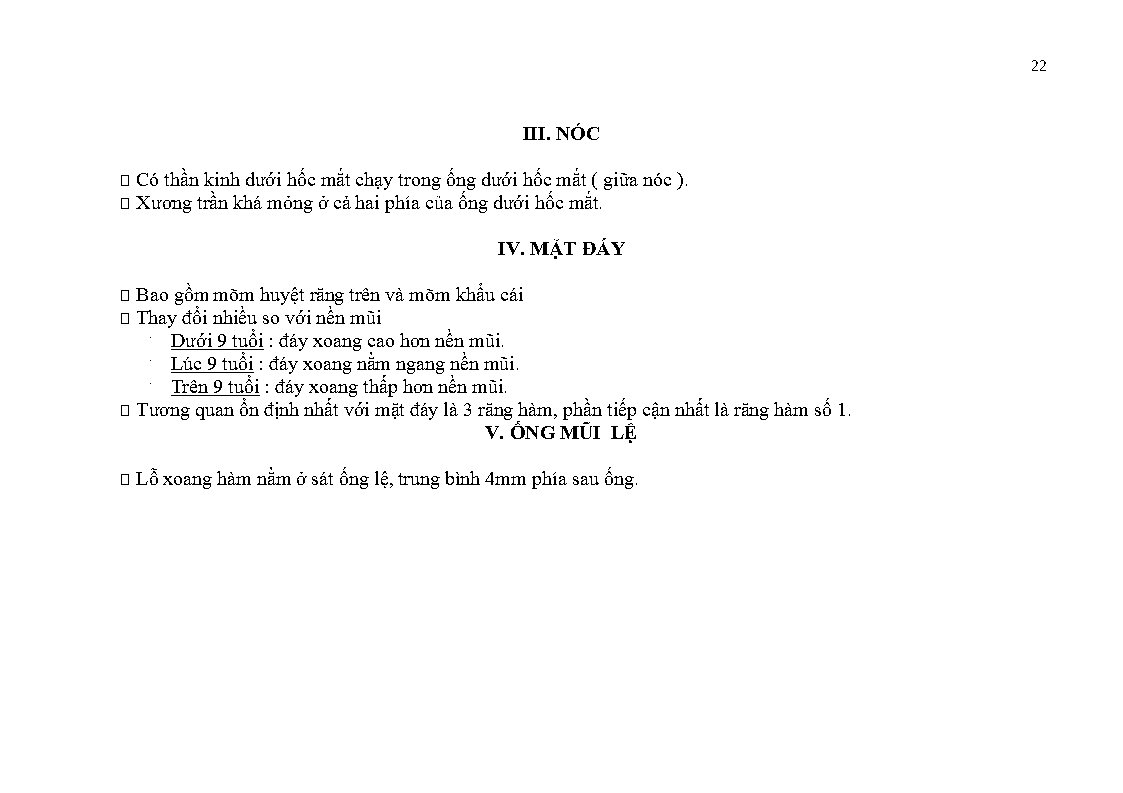 22
III. NÓC
▯ Có thần kinh dưới hốc mắt chạy trong ống dưới hốc mắt ( giữa nóc ).
▯ Xương trần khá mỏng ở cả hai phía của ống dưới hốc mắt.
IV. MẶT ĐÁY
▯ Bao gồm mõm huyệt răng trên và mõm khẩu cái
▯ Thay đổi nhiều so với nền mũi
· Dưới 9 tuổi : đáy xoang cao hơn nền mũi.
· Lúc 9 tuổi : đáy xoang nằm ngang nền mũi.
· Trên 9 tuổi : đáy xoang thấp hơn nền mũi.
▯ Tương quan ổn định nhất với mặt đáy là 3 răng hàm, phần tiếp cận nhất là răng hàm số 1.
V. ỐNG MŨI LỆ
▯ Lỗ xoang hàm nằm ở sát ống lệ, trung bình 4mm phía sau ống.